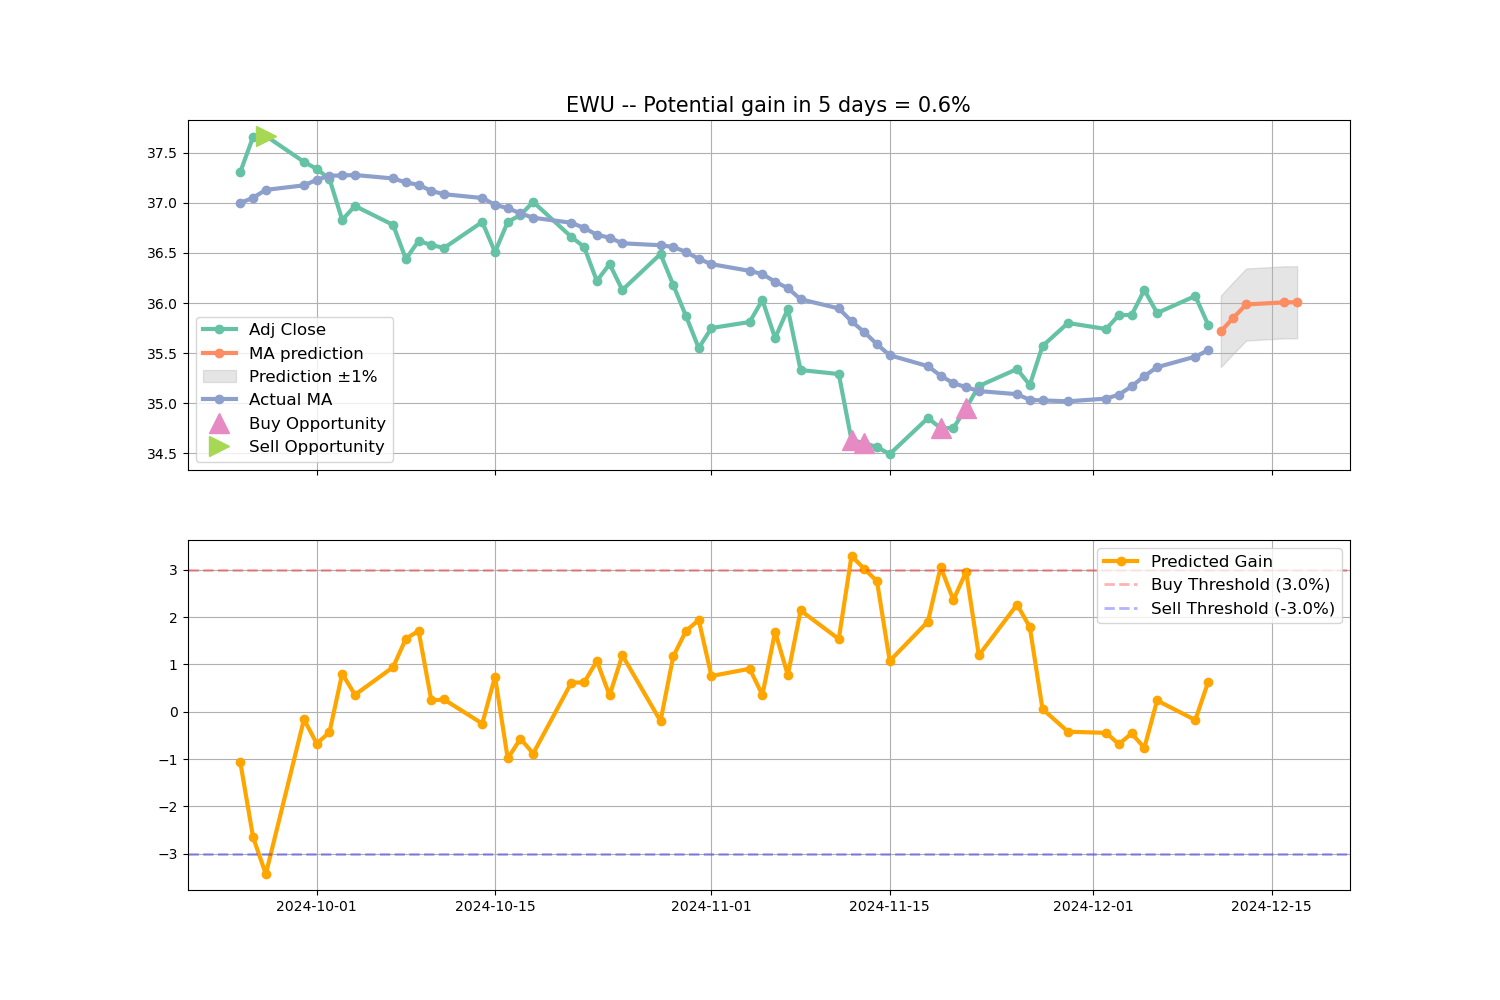 EWU -- Potential gain in 5 days = 0.6%
37.5
37.0
36.5
36.0
35.5
35.0
34.5
Adj Close
MA prediction
Prediction ±1%
Actual MA
Buy Opportunity
Sell Opportunity
3
2
1
0
−1
−2
−3
Predicted Gain
Buy Threshold (3.0%)
Sell Threshold (-3.0%)
2024-10-01
2024-10-15
2024-11-01
2024-11-15
2024-12-01
2024-12-15